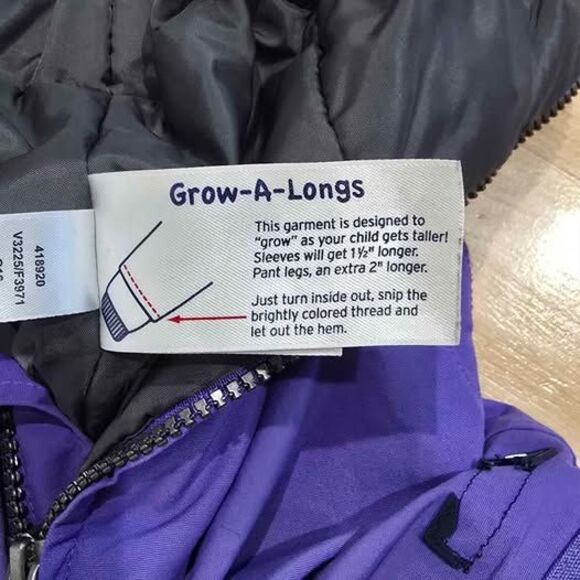 Grow-A-Longs
This garment is designed to
"grow" as your child gets taller!
Sleeves will get 1½" longer.
Pant legs, an extra 2" longer.
Just turn inside out, snip the
brightly colored thread and
let out the hem.
418920
V3225/F3971